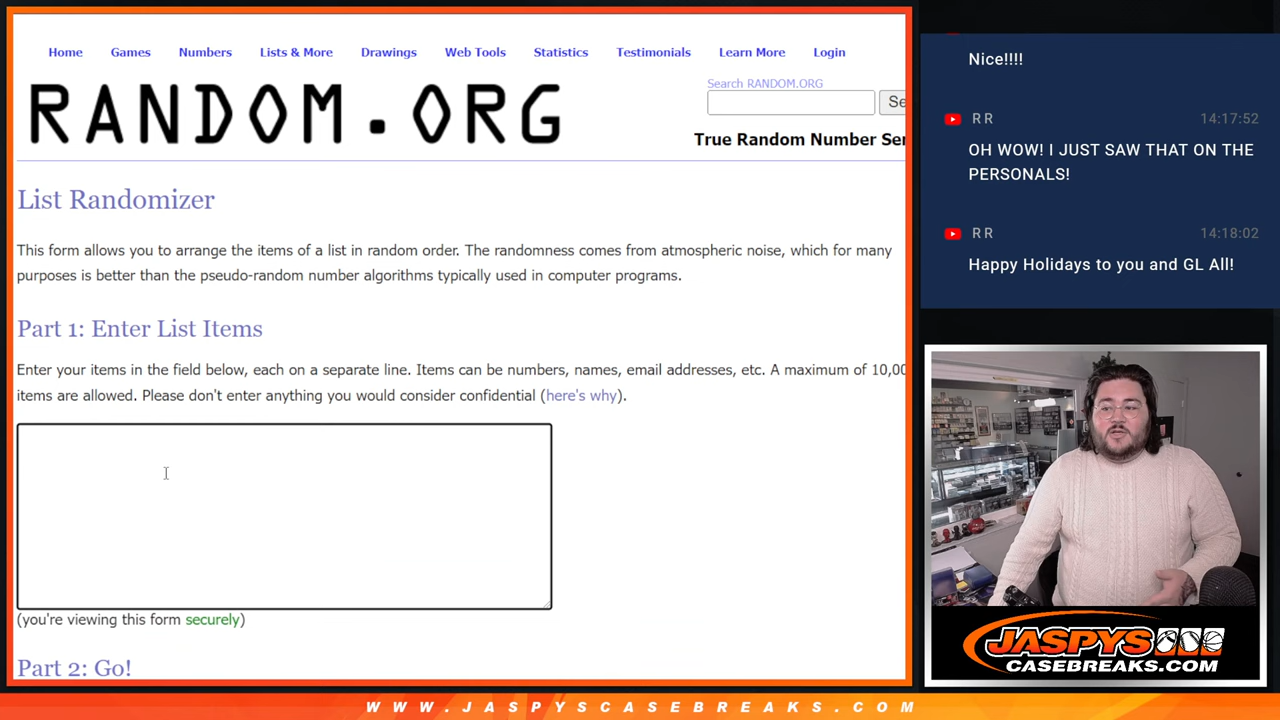 Home Games Numbers Lists & More Drawings Web Tools Statistics Testimonials Learn More Login
RANDOM.ORG
Search RANDOM.ORG
True Random Number
List Randomizer
This form allows you to arrange the items of a list in random order. The randomness comes from atmospheric noise, which for many
purposes is better than the pseudo-random number algorithms typically used in computer programs.
Part 1: Enter List Items
Enter your items in the field below, each on a separate line. Items can be numbers, names, email addresses, etc. A maximum of 10,00
items are allowed. Please don't enter anything you would consider confidential (here's why).
(you're viewing this form securely)
Part 2: Go!
Nice!!!!
R R 14:17:52
OH WOW! I JUST SAW THAT ON THE
PERSONALS!
R R 14:18:02
Happy Holidays to you and GL All!
JASPYS
CASEBREAKS.COM
WWW.JASPYSCASEBREAKS.COM